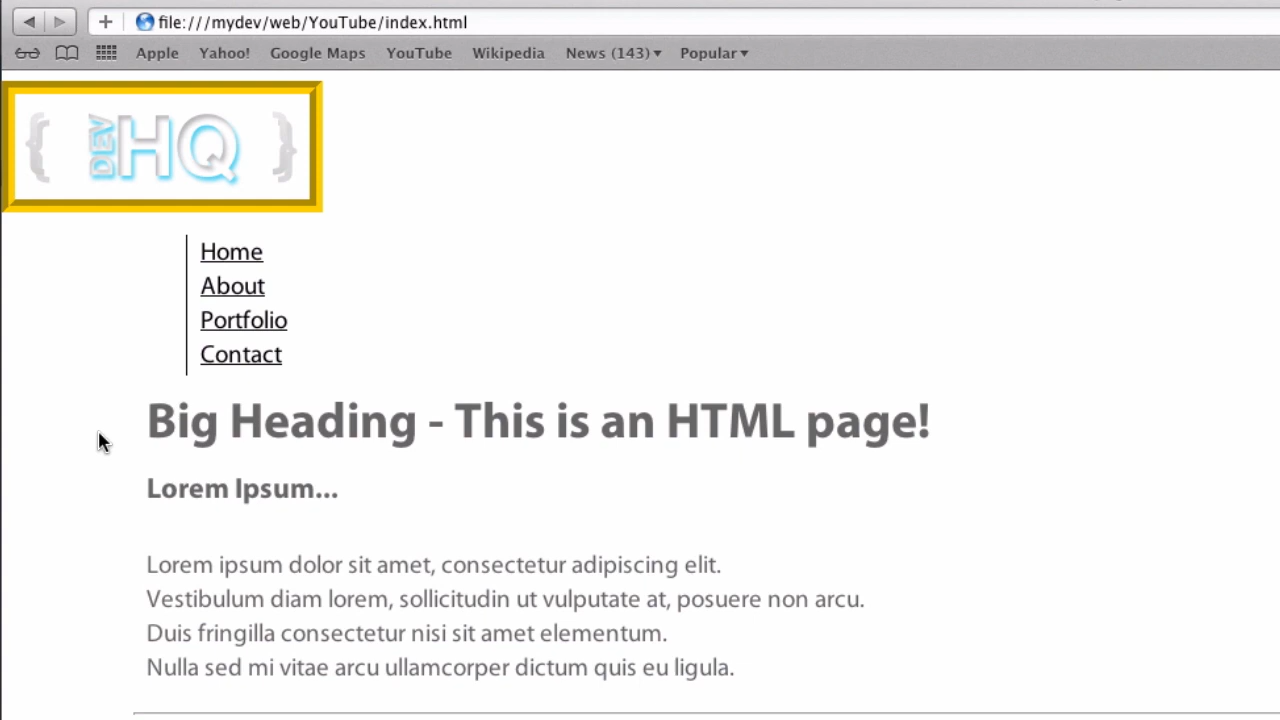 file:///mydev/web/YouTube/index.html
Apple Yahoo! Google Maps YouTube Wikipedia News (143)▾ Popular▾
{ DEV HQ }
Home
About
Portfolio
Contact
Big Heading - This is an HTML page!
Lorem Ipsum...
Lorem ipsum dolor sit amet, consectetur adipiscing elit.
Vestibulum diam lorem, sollicitudin ut vulputate at, posuere non arcu.
Duis fringilla consectetur nisi sit amet elementum.
Nulla sed mi vitae arcu ullamcorper dictum quis eu ligula.